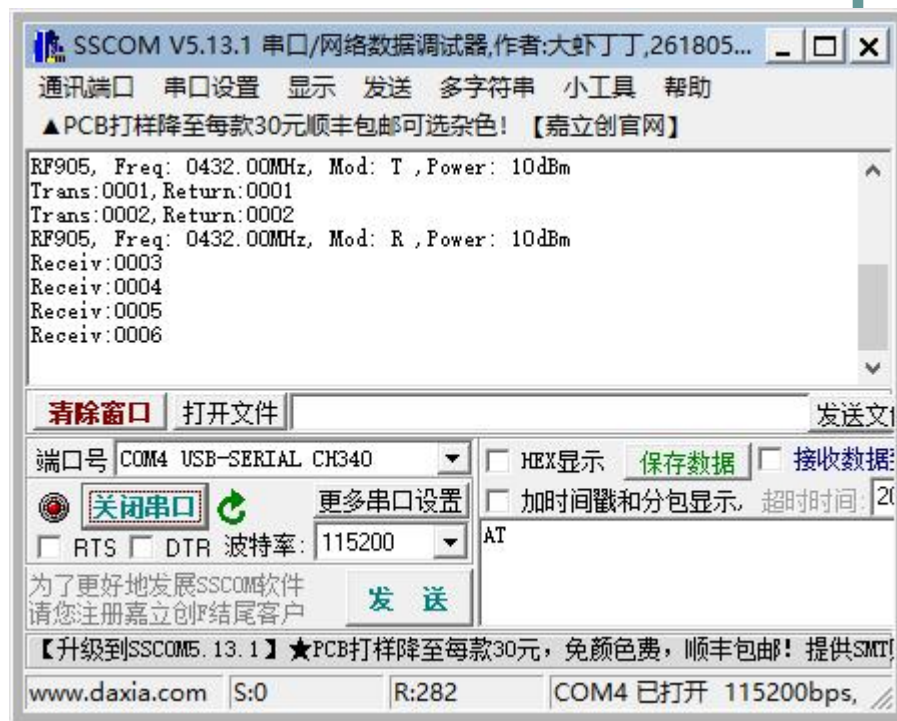 SSCOM V5.13.1 串口/网络数据调试器,作者:大虾丁丁,261805...
通讯端口 串口设置 显示 发送 多字符串 小工具 帮助
▲PCB打样降至每款30元顺丰包邮可选杂色! 【嘉立创官网】
RF905, Freq: 0432.00MHz, Mod: T ,Power: 10dBm
Trans:0001,Return:0001
Trans:0002,Return:0002
RF905, Freq: 0432.00MHz, Mod: R ,Power: 10dBm
Receiv:0003
Receiv:0004
Receiv:0005
Receiv:0006
清除窗口 打开文件 发送文
端口号 COM4 USB-SERIAL CH340 HEX显示 保存数据 接收数据
关闭串口 更多串口设置 加时间戳和分包显示, 超时时间: 20
RTS DTR 波特率: 115200 AT
为了更好地发展SSCOM软件
请您注册嘉立创F结尾客户 发 送
【升级到SSCOM5.13.1】★PCB打样降至每款30元,免颜色费,顺丰包邮!提供SMT
www.daxia.com S:0 R:282 COM4 已打开 115200bps,